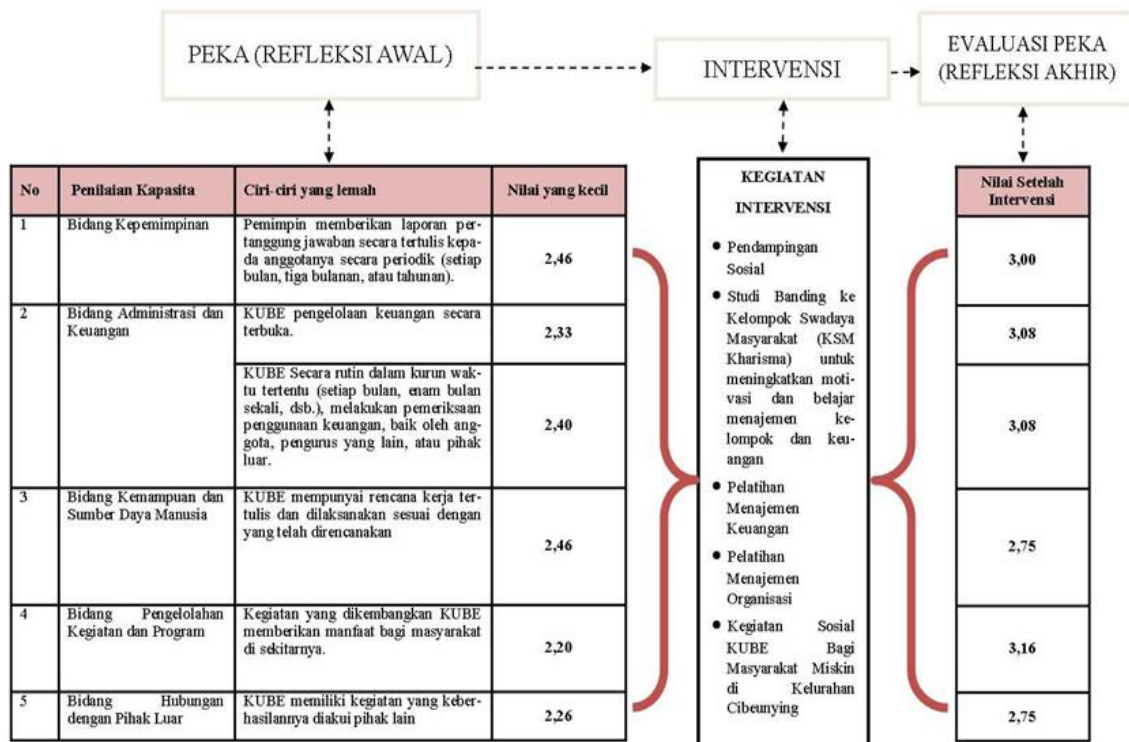 PEKA (REFLEKSI AWAL)
INTERVENSI
EVALUASI PEKA
(REFLEKSI AKHIR)
No
Penilaian Kapasita
Ciri-ciri yang lemah
Nilai yang kecil
1
Bidang Kepemimpinan
Pemimpin memberikan laporan per-
tanggung jawaban secara tertulis kepa-
da anggotanya secara periodik (setiap
bulan, tiga bulanan, atau tahunan).
2,46
2
Bidang Administrasi dan
Keuangan
KUBE pengelolaan keuangan secara
terbuka.
2,33
KUBE Secara rutin dalam kurun wak-
tu tertentu (setiap bulan, enam bulan
sekali, dsb.), melakukan pemeriksaan
penggunaan keuangan, baik oleh ang-
gota, pengurus yang lain, atau pihak
luar.
2,40
3
Bidang Kemampuan dan
Sumber Daya Manusia
KUBE mempunyai rencana kerja ter-
tulis dan dilaksanakan sesuai dengan
yang telah direncanakan
2,46
4
Bidang Pengelolahan
Kegiatan dan Program
Kegiatan yang dikembangkan KUBE
memberikan manfaat bagi masyarakat
di sekitarnya.
2,20
5
Bidang Hubungan
dengan Pihak Luar
KUBE memiliki kegiatan yang keber-
hasilannya diakui pihak lain
2,26
KEGIATAN
INTERVENSI
• Pendampingan
Sosial
• Studi Banding ke
Kelompok Swadaya
Masyarakat (KSM
Kharisma) untuk
meningkatkan moti-
vasi dan belajar
menajemen ke-
lompok dan keu-
angan
• Pelatihan
Menajemen
Keuangan
• Pelatihan
Menajemen
Organisasi
• Kegiatan Sosial
KUBE Bagi
Masyarakat Miskin
di Kelurahan
Cibeunying
Nilai Setelah
Intervensi
3,00
3,08
3,08
2,75
3,16
2,75